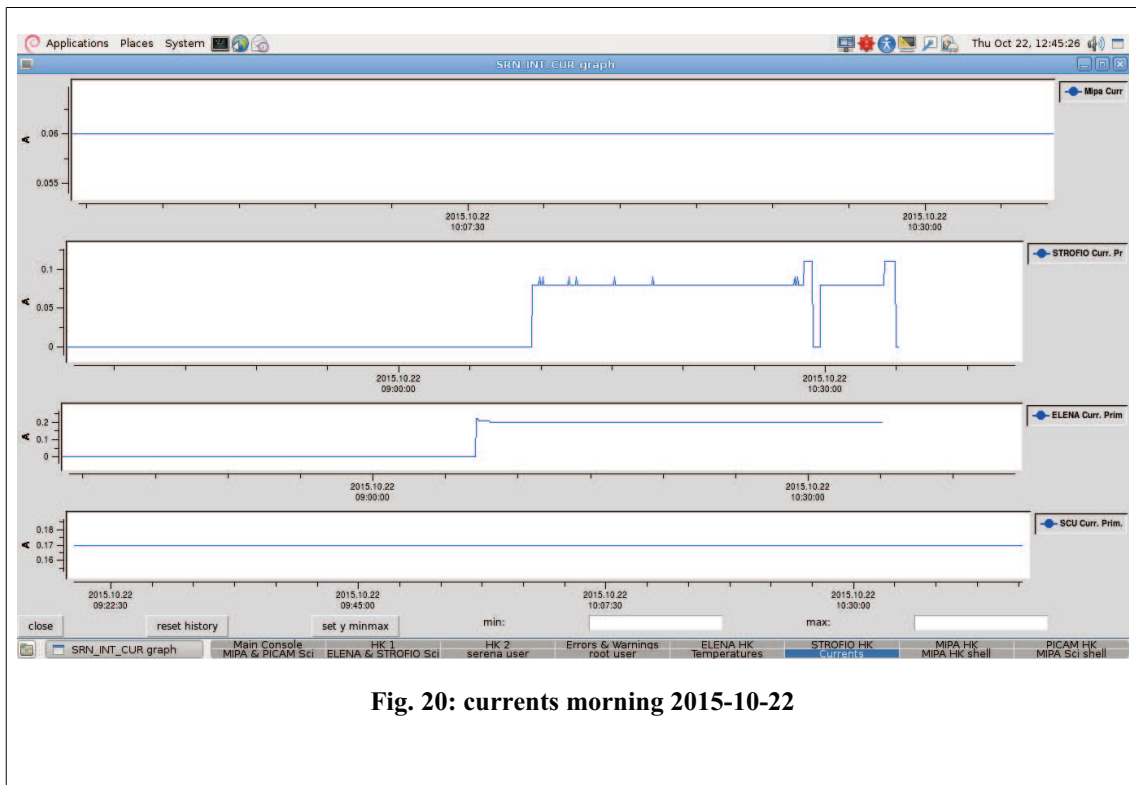 Applications Places System Thu Oct 22, 12:45:26
SRN_INT_CUR graph
Mipa Curr
A
0.06
0.055
2015.10.22
10:07:30
2015.10.22
10:30:00
STROFIO Curr. Pr
A
0.1
0.05
0
2015.10.22
09:00:00
2015.10.22
10:30:00
ELENA Curr. Prim
A
0.2
0.1
0
2015.10.22
09:00:00
2015.10.22
10:30:00
SCU Curr. Prim.
A
0.18
0.17
0.16
2015.10.22
09:22:30
2015.10.22
09:45:00
2015.10.22
10:07:30
2015.10.22
10:30:00
close reset history set y minmax min: max:
SRN_INT_CUR graph
Main Console HK 1 HK 2 Errors & Warnings ELENA HK STROFIO HK MIPA HK PICAM HK
MIPA & PICAM Sci ELENA & STROFIO Sci serena user root user Temperatures Currents MIPA HK shell MIPA Sci shell
Fig. 20: currents morning 2015-10-22